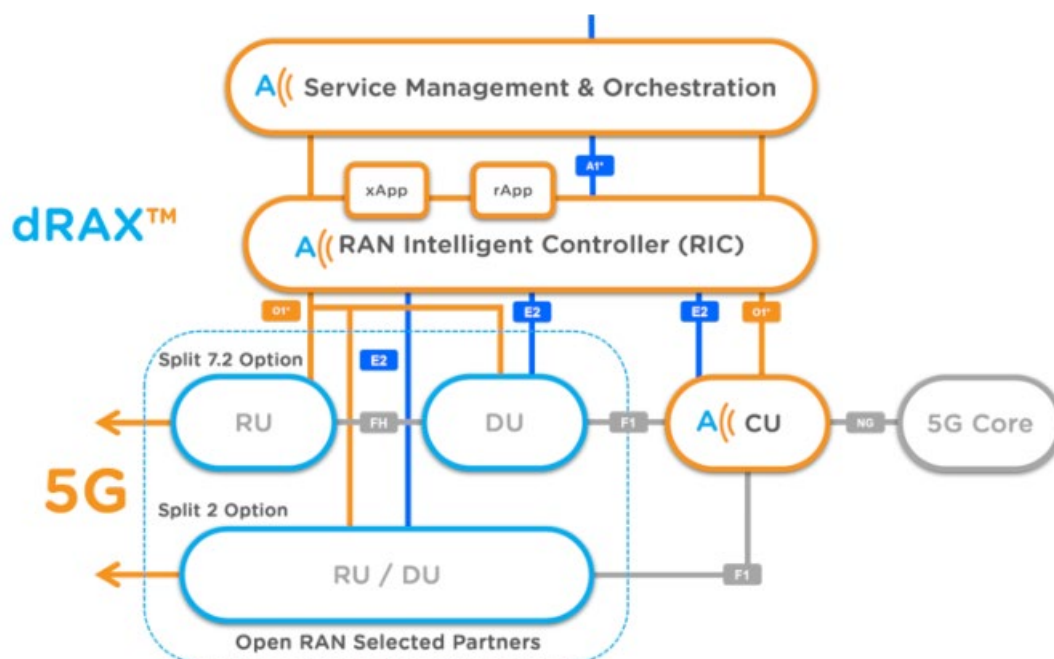 A Service Management & Orchestration
A1*
xApp
rApp
dRAX™
A RAN Intelligent Controller (RIC)
O1*
E2
E2
O1*
Split 7.2 Option
E2
RU
FH
DU
F1
A CU
NG
5G Core
5G
Split 2 Option
RU / DU
F1
Open RAN Selected Partners